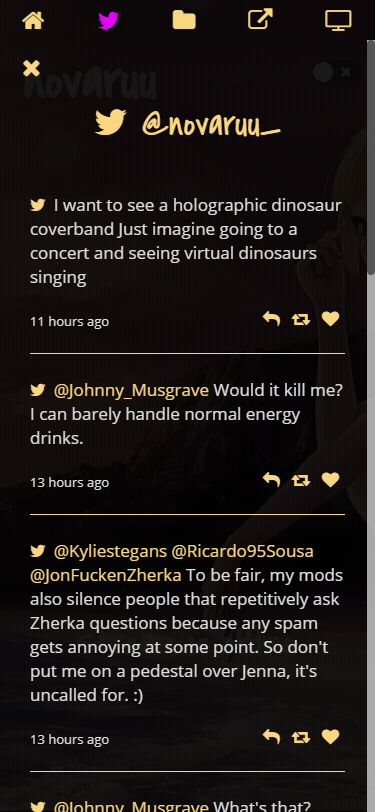 novaruu
@novaruu_
I want to see a holographic dinosaur
coverband Just imagine going to a
concert and seeing virtual dinosaurs
singing
11 hours ago
@Johnny_Musgrave Would it kill me?
I can barely handle normal energy
drinks.
13 hours ago
@Kyliestegans @Ricardo95Sousa
@JonFuckenZherka To be fair, my mods
also silence people that repetitively ask
Zherka questions because any spam
gets annoying at some point. So don't
put me on a pedestal over Jenna, it's
uncalled for. :)
13 hours ago
@Johnny_Musgrave What's that?